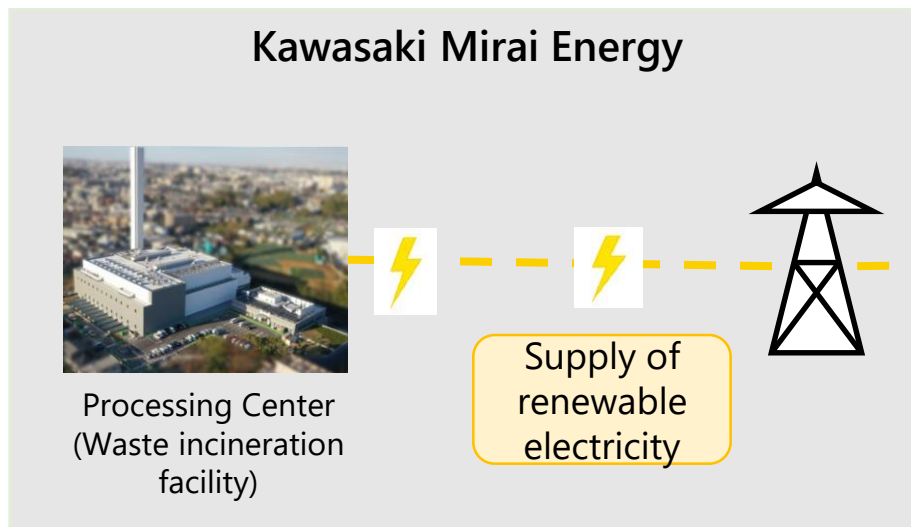 Kawasaki Mirai Energy
Processing Center
(Waste incineration
facility)
Supply of
renewable
electricity